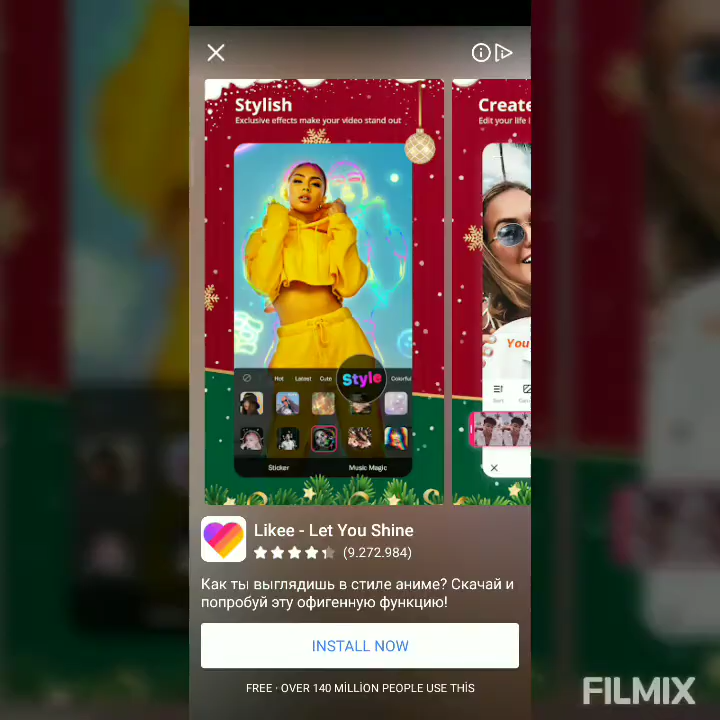 Stylish
Exclusive effects make your video stand out
Create
Edit your life i
You
Hot Latest Cute Style Colorful
Sort
Sticker Music Magic
Likee - Let You Shine
(9.272.984)
Как ты выглядишь в стиле аниме? Скачай и
попробуй эту офигенную функцию!
INSTALL NOW
FREE · OVER 140 MİLLİON PEOPLE USE THİS
FILMIX